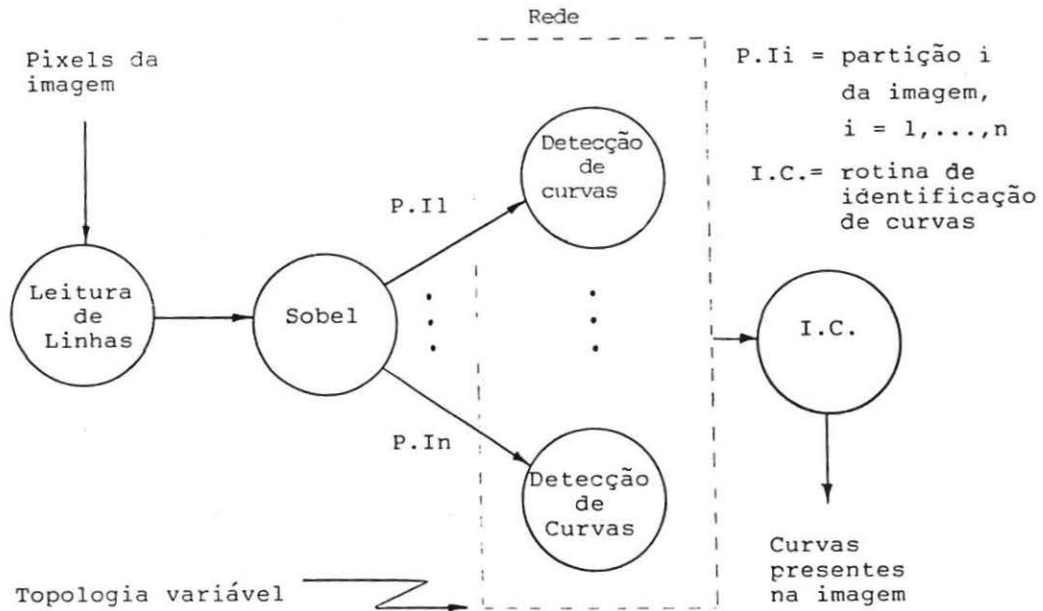 Rede
Pixels da
imagem
P.Ii = partição i
da imagem,
i = 1,...,n
I.C.= rotina de
identificação
de curvas
Detecção
de
curvas
P.I1
Leitura
de
Linhas
Sobel
I.C.
P.In
Detecção
de
Curvas
Curvas
presentes
na imagem
Topologia variável